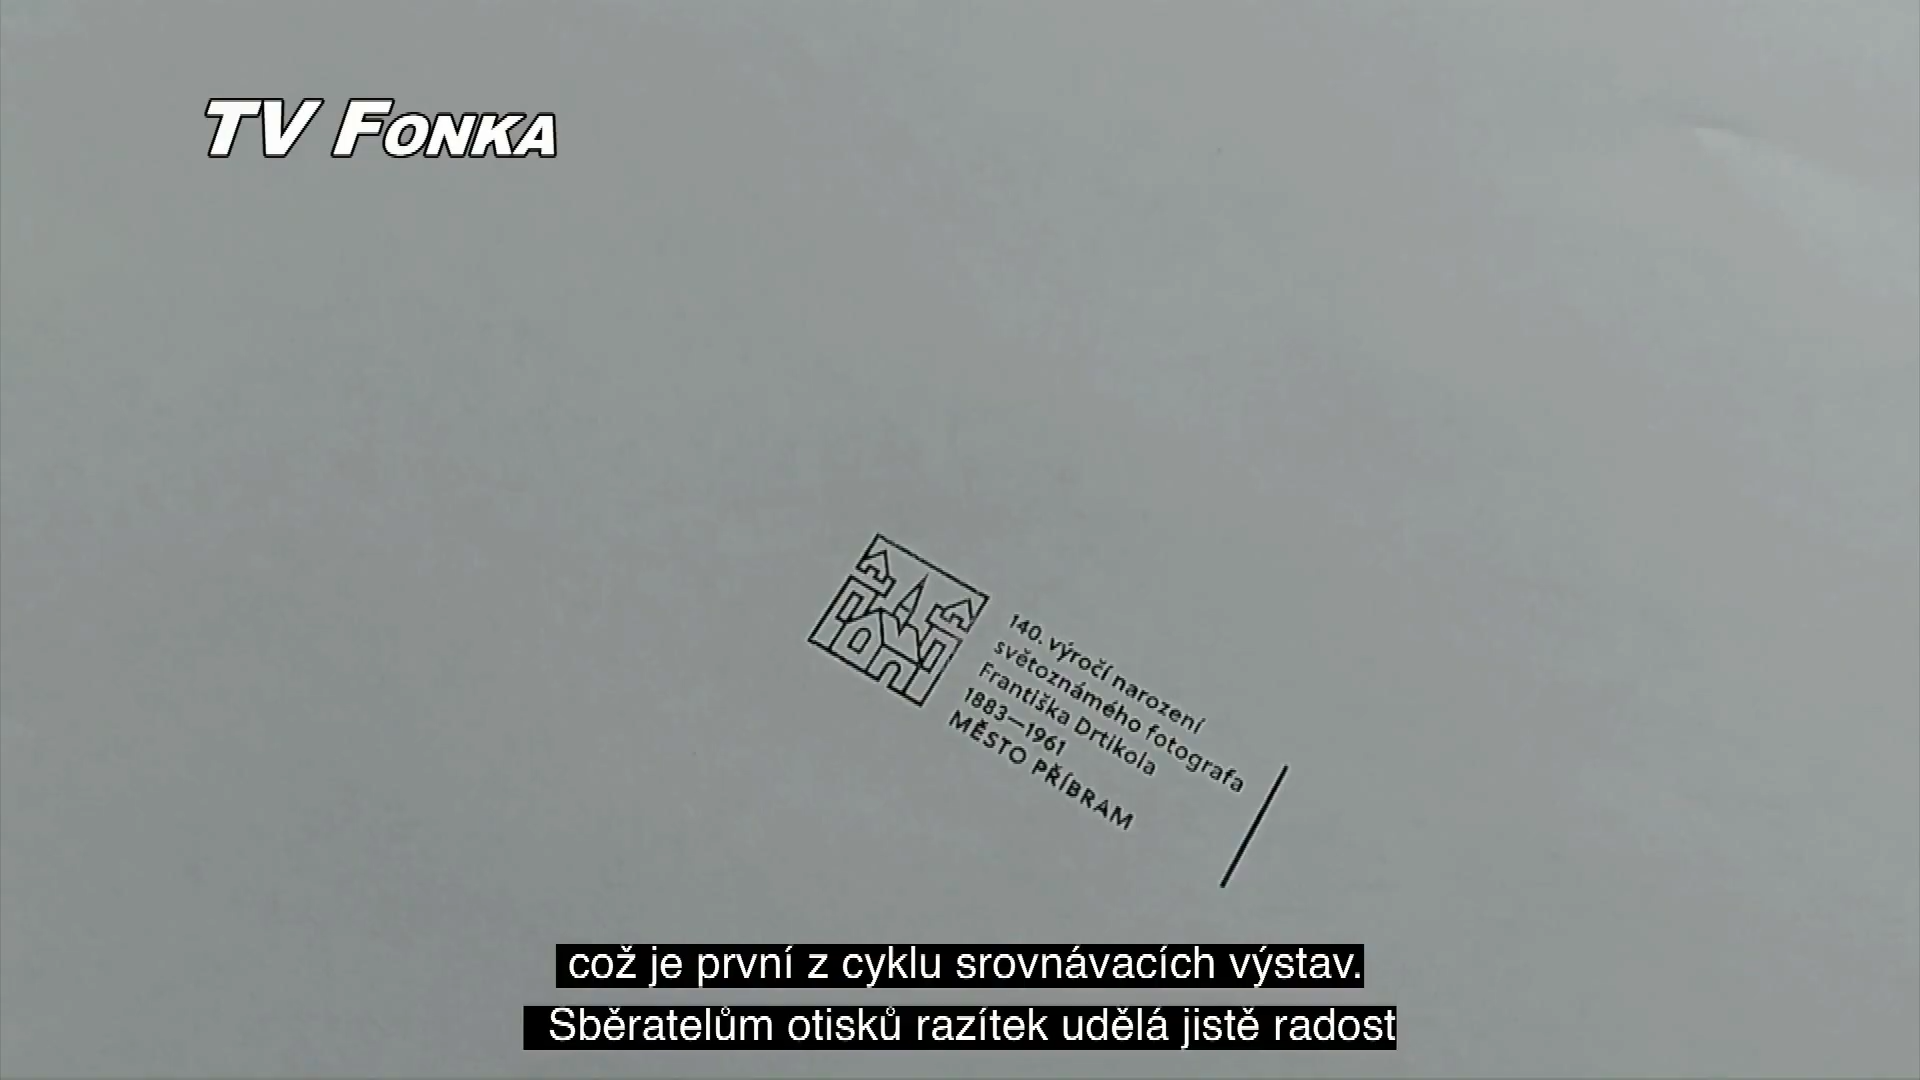 TV FONKA
140. výročí narození
světoznámého fotografa
Františka Drtikola
1883—1961
MĚSTO PŘÍBRAM
což je první z cyklu srovnávacích výstav.
Sběratelům otisků razítek udělá jistě radost